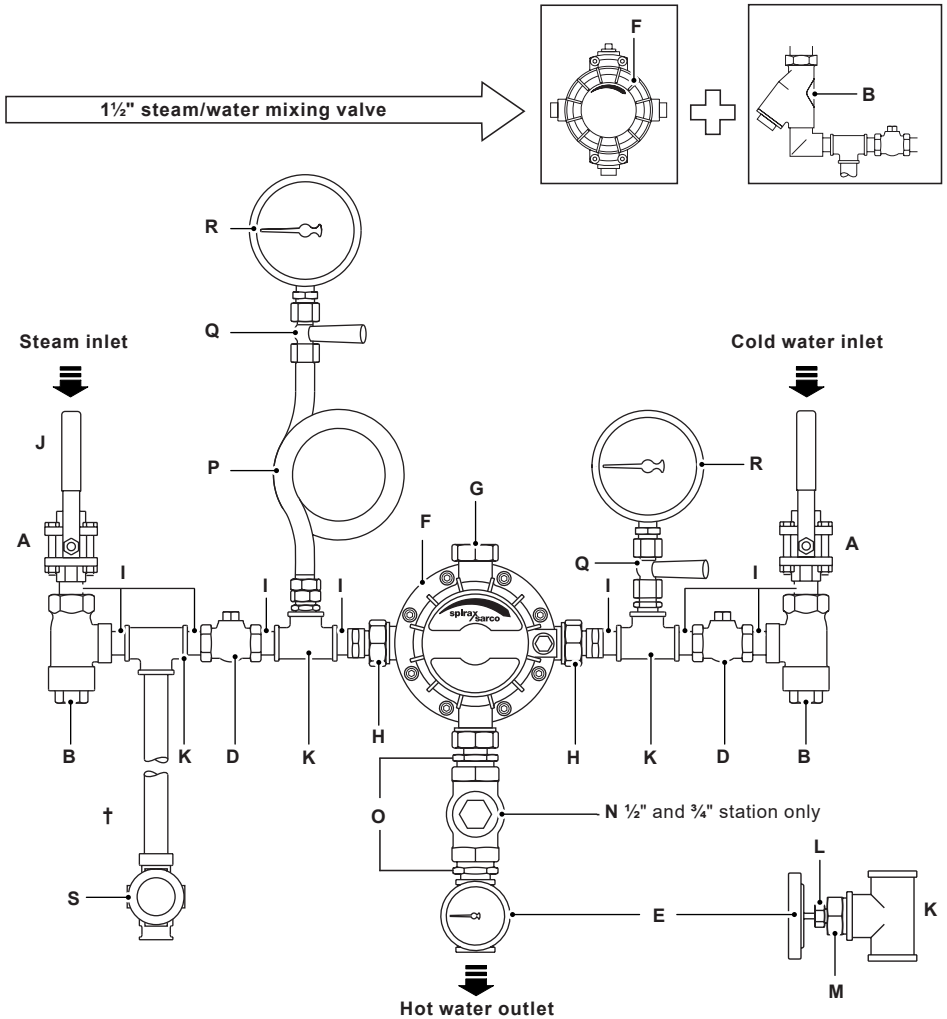 F
B
1½" steam/water mixing valve
R
Q
Steam inlet
Cold water inlet
J
P
R
G
F
A
A
I
Q
I
I
I
I
spirax
sarco
H
H
B
K
D
K
K
D
B
†
O
N ½" and ¾" station only
L
S
E
K
M
Hot water outlet